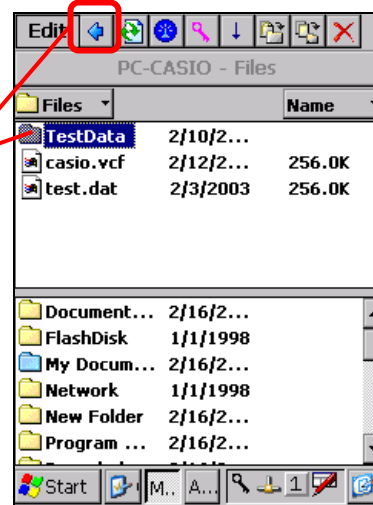 Edit
PC-CASIO - Files
Files Name
TestData 2/10/2...
casio.vcf 2/12/2... 256.0K
test.dat 2/3/2003 256.0K
Document... 2/16/2...
FlashDisk 1/1/1998
My Docum... 2/16/2...
Network 1/1/1998
New Folder 2/16/2...
Program ... 2/16/2...
Start M.. A... 1